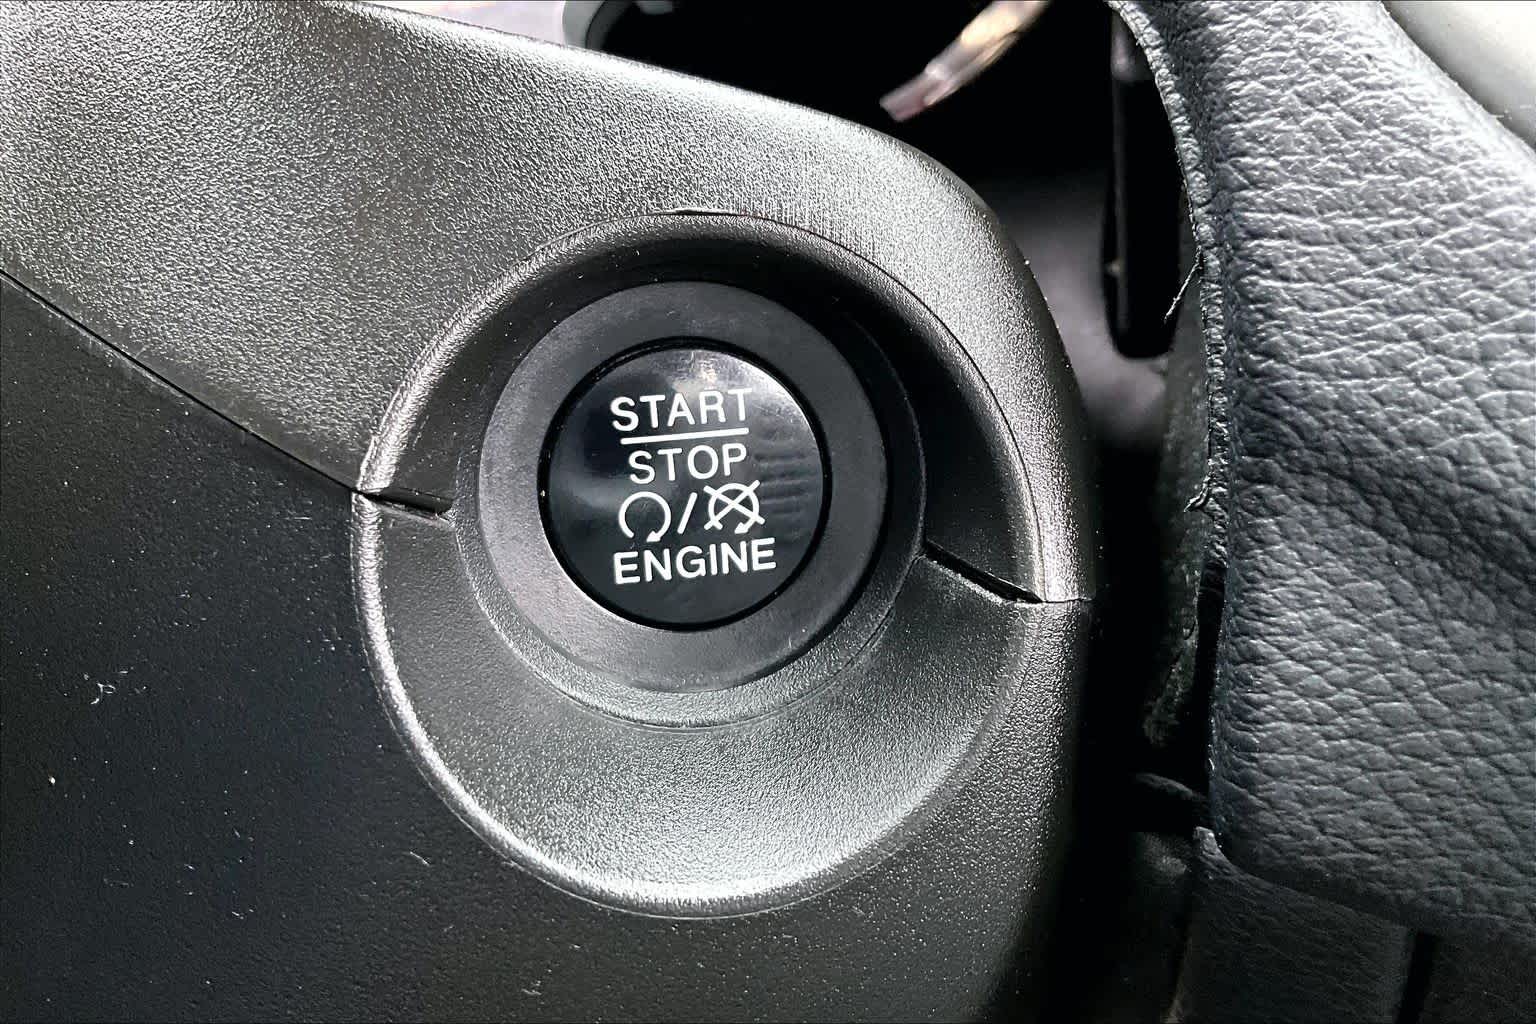 START
STOP
/
ENGINE